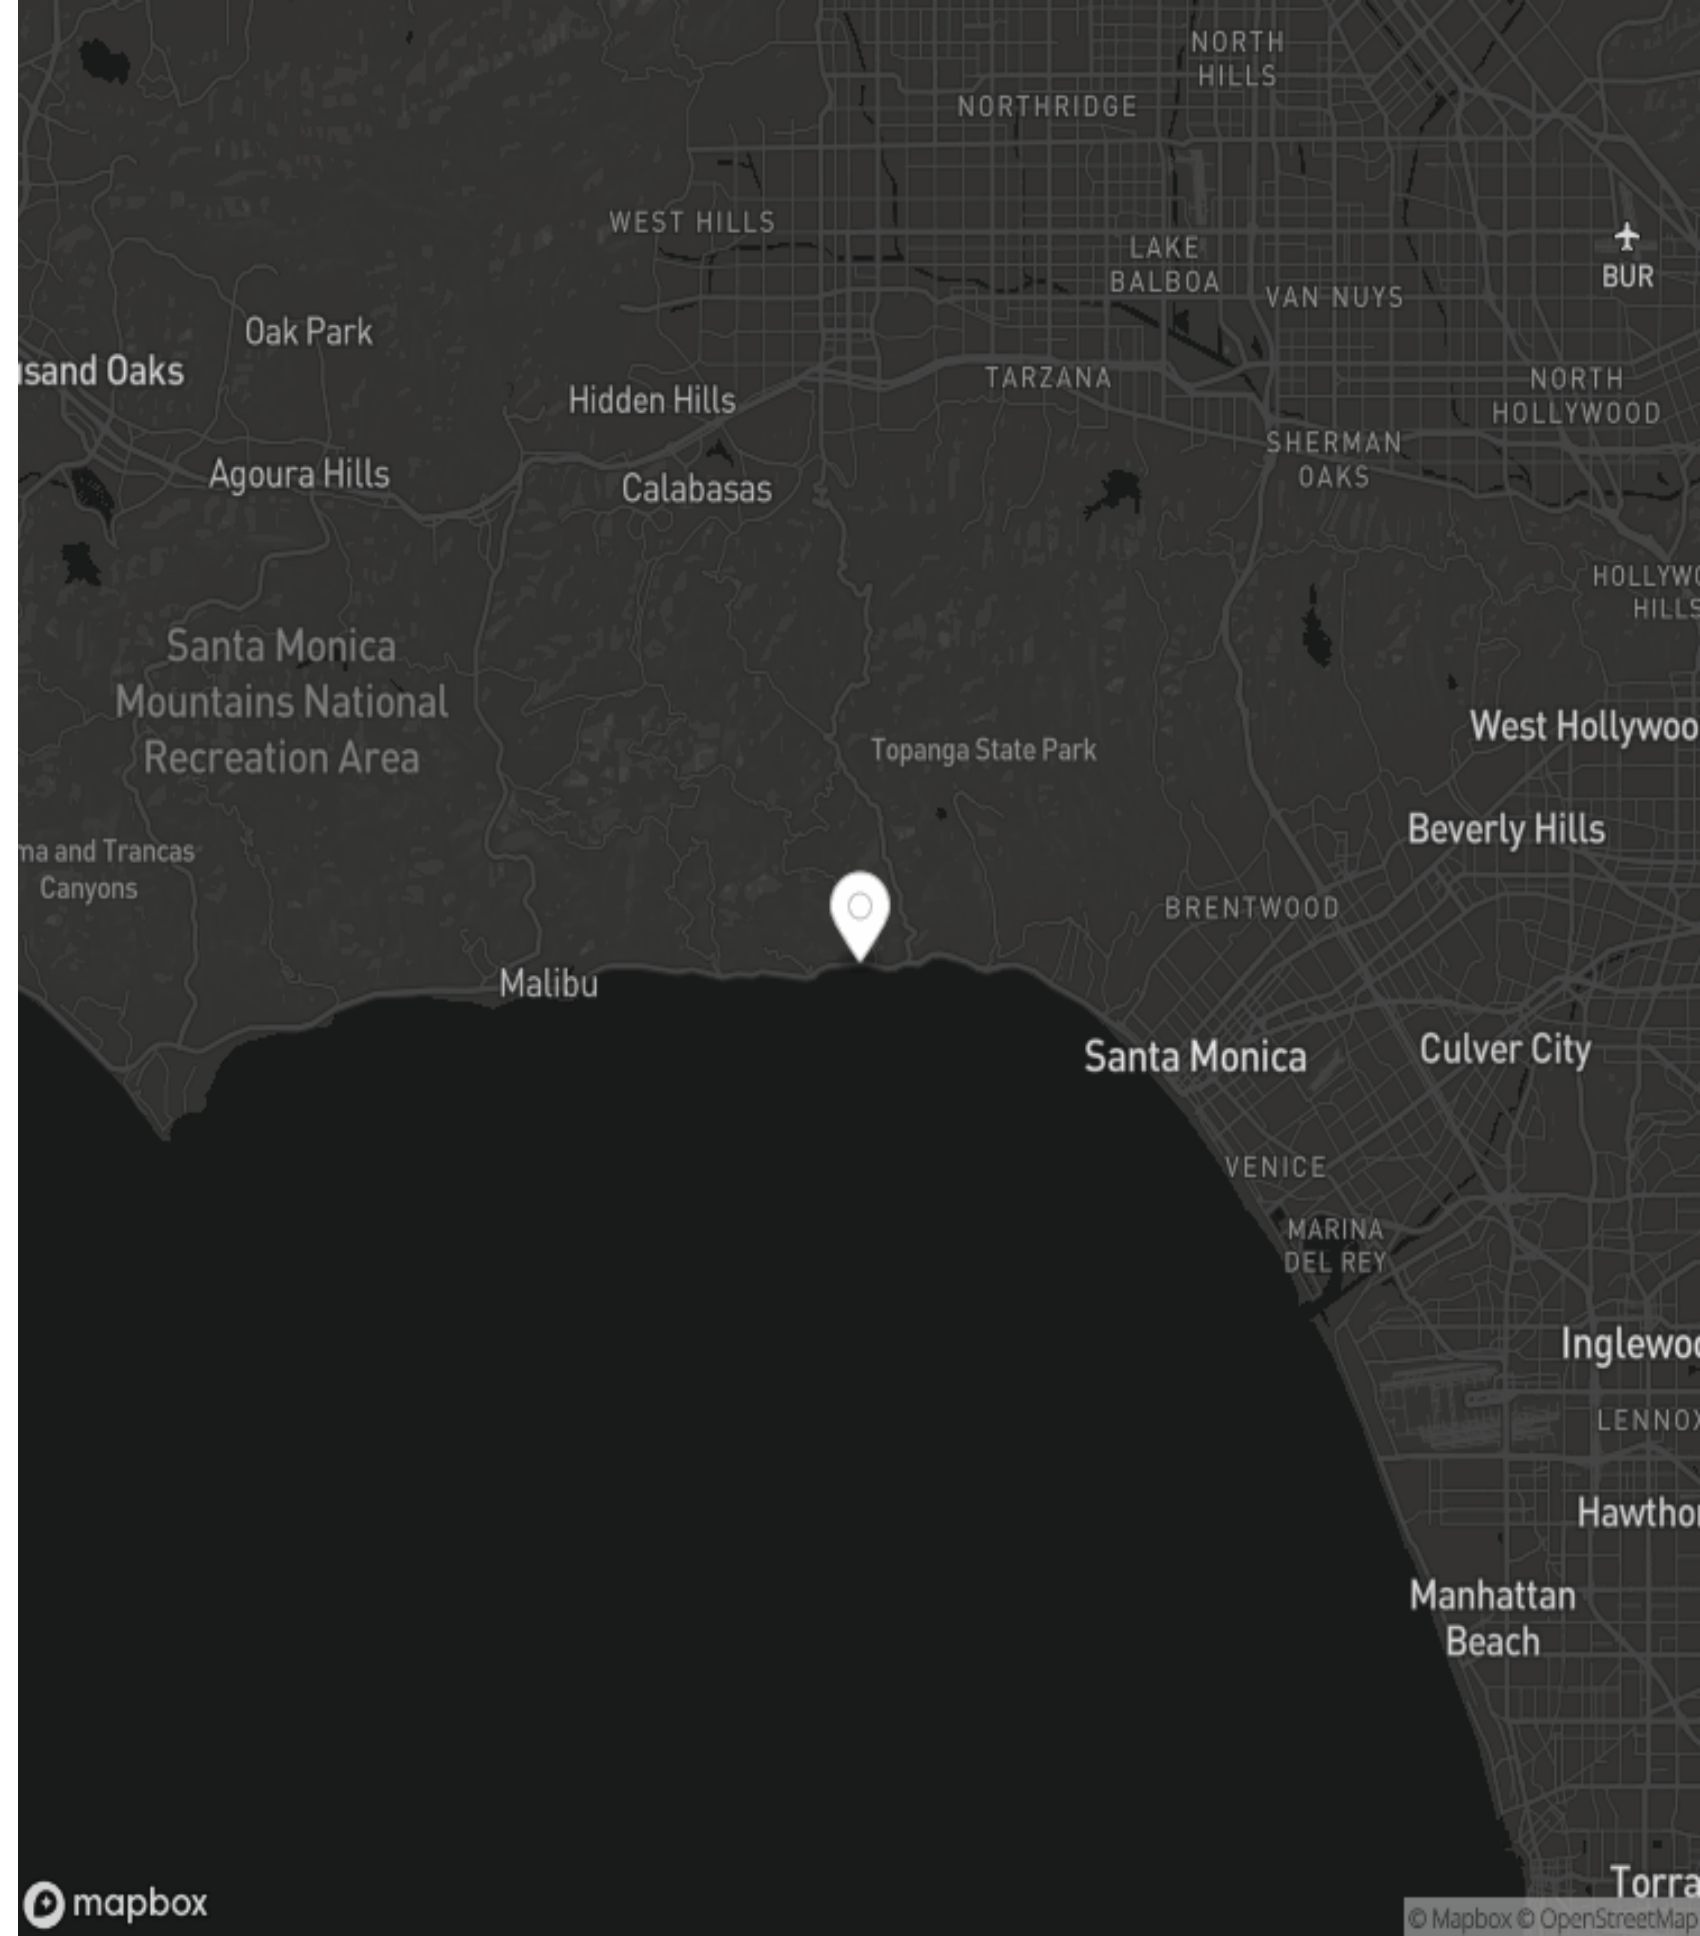 NORTH
HILLS
NORTHRIDGE
WEST HILLS
LAKE
BALBOA
BUR
VAN NUYS
Oak Park
usand Oaks
TARZANA
NORTH
HOLLYWOOD
Hidden Hills
SHERMAN
OAKS
Agoura Hills
Calabasas
HOLLYWO
HILLS
Santa Monica
Mountains National
Recreation Area
West Hollywoo
Topanga State Park
Beverly Hills
ma and Trancas
Canyons
BRENTWOOD
Malibu
Santa Monica
Culver City
VENICE
MARINA
DEL REY
Inglewoo
LENNOX
Hawthor
Manhattan
Beach
Torra
mapbox
© Mapbox © OpenStreetMap